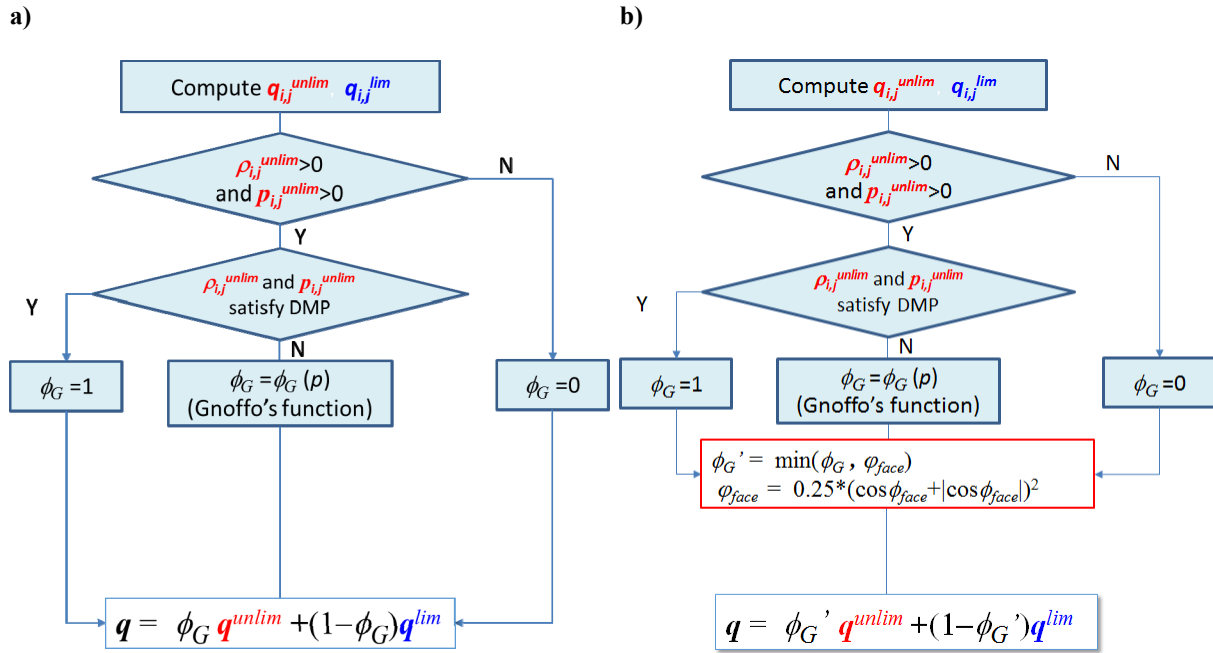 a)
Compute q_{i,j}^{unlim}, q_{i,j}^{lim}
ρ_{i,j}^{unlim}>0
and p_{i,j}^{unlim}>0
N
Y
ρ_{i,j}^{unlim} and p_{i,j}^{unlim}
satisfy DMP
Y
N
ϕ_G =1
ϕ_G =ϕ_G (p)
(Gnoffo's function)
ϕ_G =0
q = ϕ_G q^{unlim} +(1−ϕ_G)q^{lim}
b)
Compute q_{i,j}^{unlim}, q_{i,j}^{lim}
ρ_{i,j}^{unlim}>0
and p_{i,j}^{unlim}>0
N
Y
ρ_{i,j}^{unlim} and p_{i,j}^{unlim}
satisfy DMP
Y
N
ϕ_G =1
ϕ_G =ϕ_G (p)
(Gnoffo's function)
ϕ_G =0
ϕ_G' = min(ϕ_G , φ_{face})
φ_{face} = 0.25*(cosϕ_{face}+|cosϕ_{face}|)^2
q = ϕ_G' q^{unlim} +(1−ϕ_G')q^{lim}